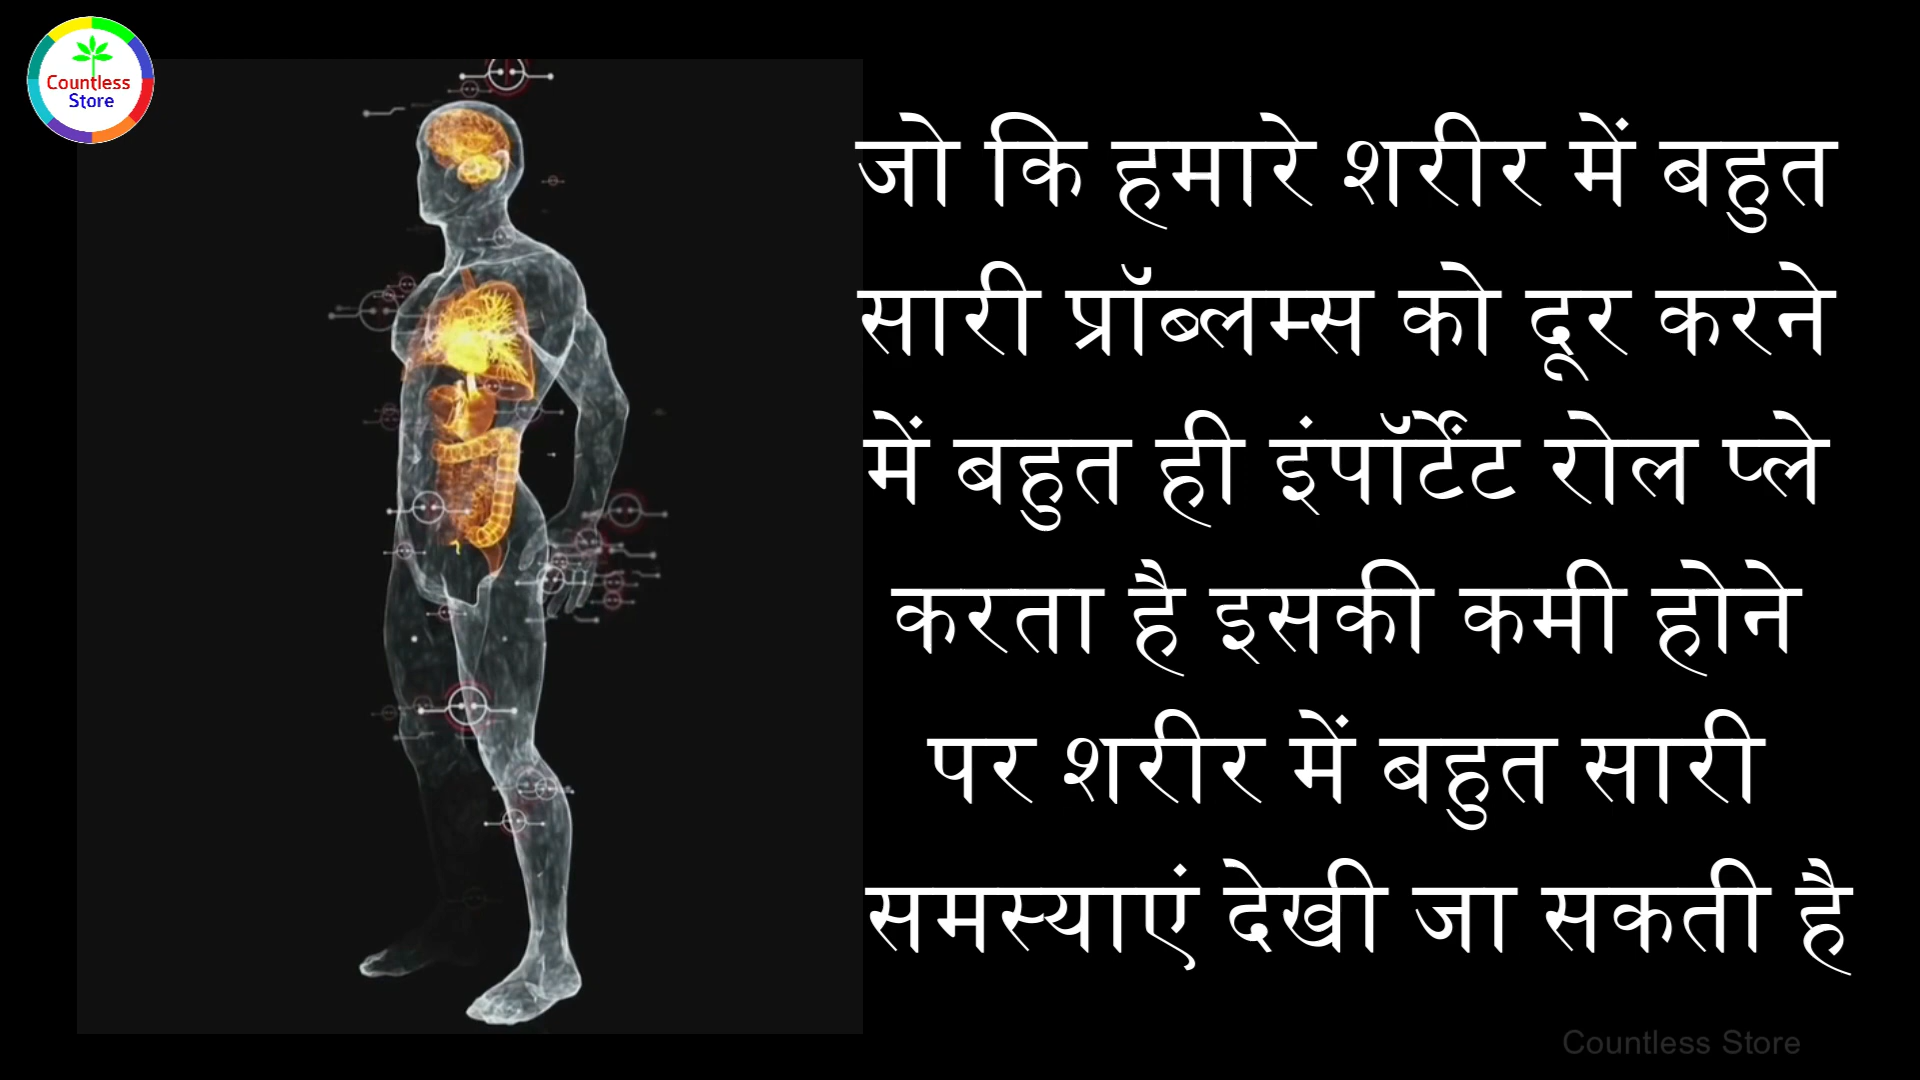 Countless
Store
जो कि हमारे शरीर में बहुत
सारी प्रॉब्लम्स को दूर करने
में बहुत ही इंपॉर्टेंट रोल प्ले
करता है इसकी कमी होने
पर शरीर में बहुत सारी
समस्याएं देखी जा सकती है
Countless Store